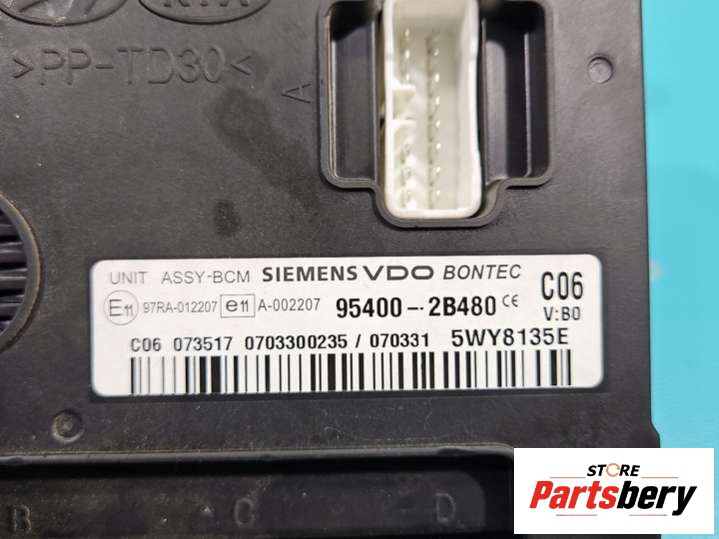 KIA
>PP-TD30<
A
UNIT ASSY-BCM SIEMENS VDO BONTEC C06
E11 97RA-012207 e11 A-002207 95400-2B480 CE V:B0
C06 073517 0703300235 / 070331 5WY8135E
B C D
STORE
Partsbery